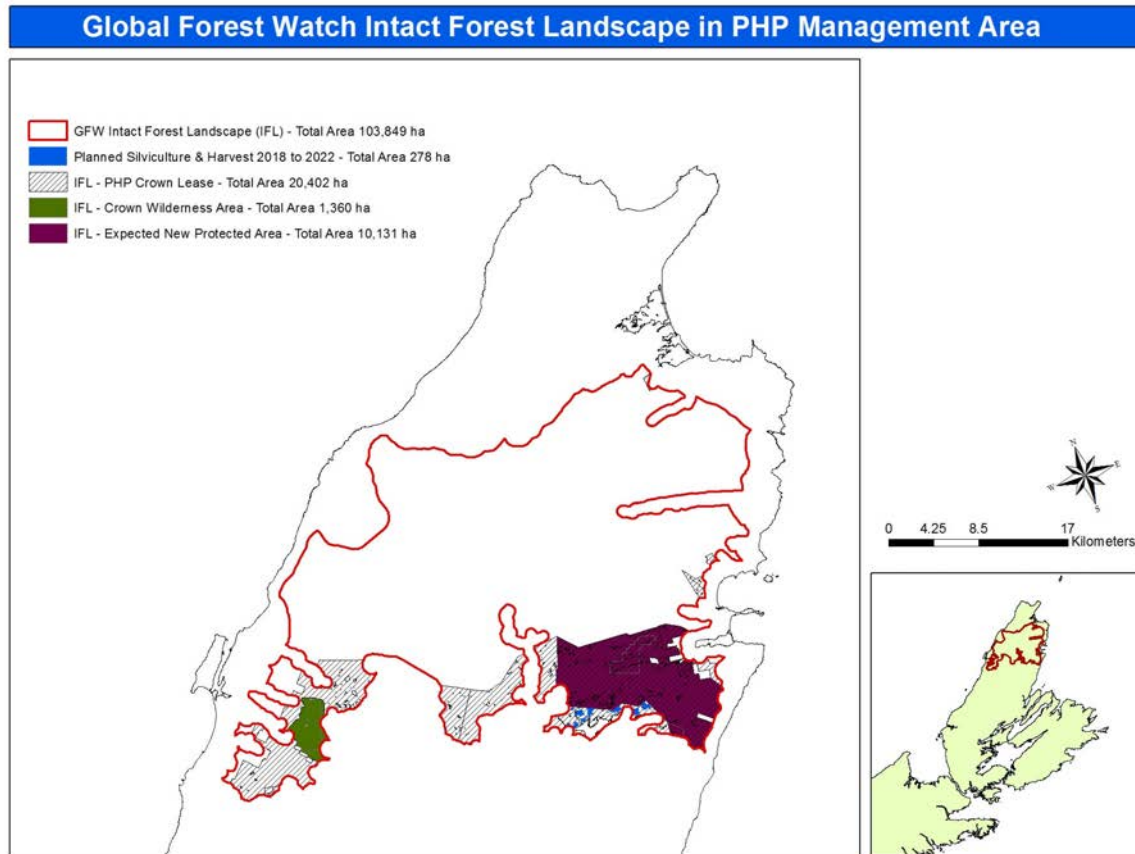 Global Forest Watch Intact Forest Landscape in PHP Management Area
GFW Intact Forest Landscape (IFL) - Total Area 103,849 ha
Planned Silviculture & Harvest 2018 to 2022 - Total Area 278 ha
IFL - PHP Crown Lease - Total Area 20,402 ha
IFL - Crown Wilderness Area - Total Area 1,360 ha
IFL - Expected New Protected Area - Total Area 10,131 ha
N
E
W
S
0 4.25 8.5 17
Kilometers